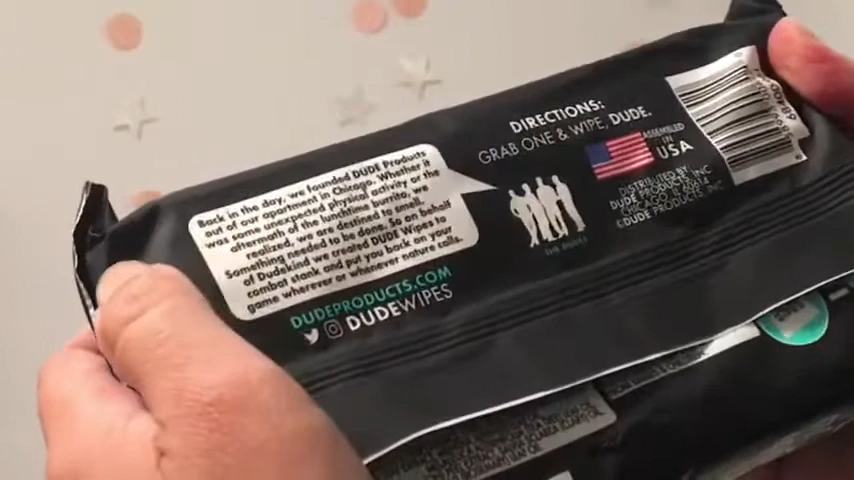 Back in the day, we founded DUDE Products
out of our apartment in Chicago. Whether it
was some unexpected physical activity or the
aftermath of the lunchtime burrito, we
realized, we are destined to smell.
Something needed to be done. So on behalf
of Dudekind we created DUDE Wipes to
combat stank and put you back on your
game wherever or whenever nature calls.
DUDEPRODUCTS.COM
DUDEWIPES
DIRECTIONS:
GRAB ONE & WIPE, DUDE.
THE DUDES
ASSEMBLED
IN
USA
DISTRIBUTED BY
DUDE PRODUCTS, INC
CHICAGO, IL 60614
©DUDE PRODUCTS, INC